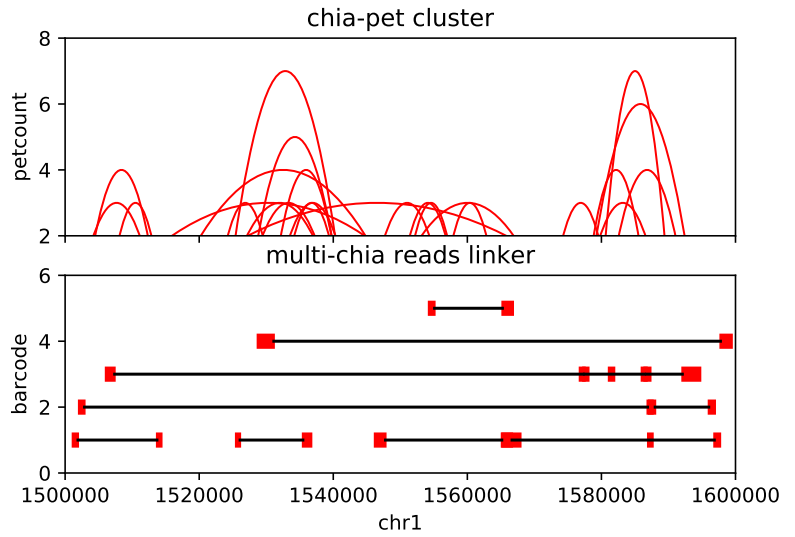 chia-pet cluster
8
6
4
2
petcount
multi-chia reads linker
6
4
2
0
barcode
1500000 1520000 1540000 1560000 1580000 1600000
chr1